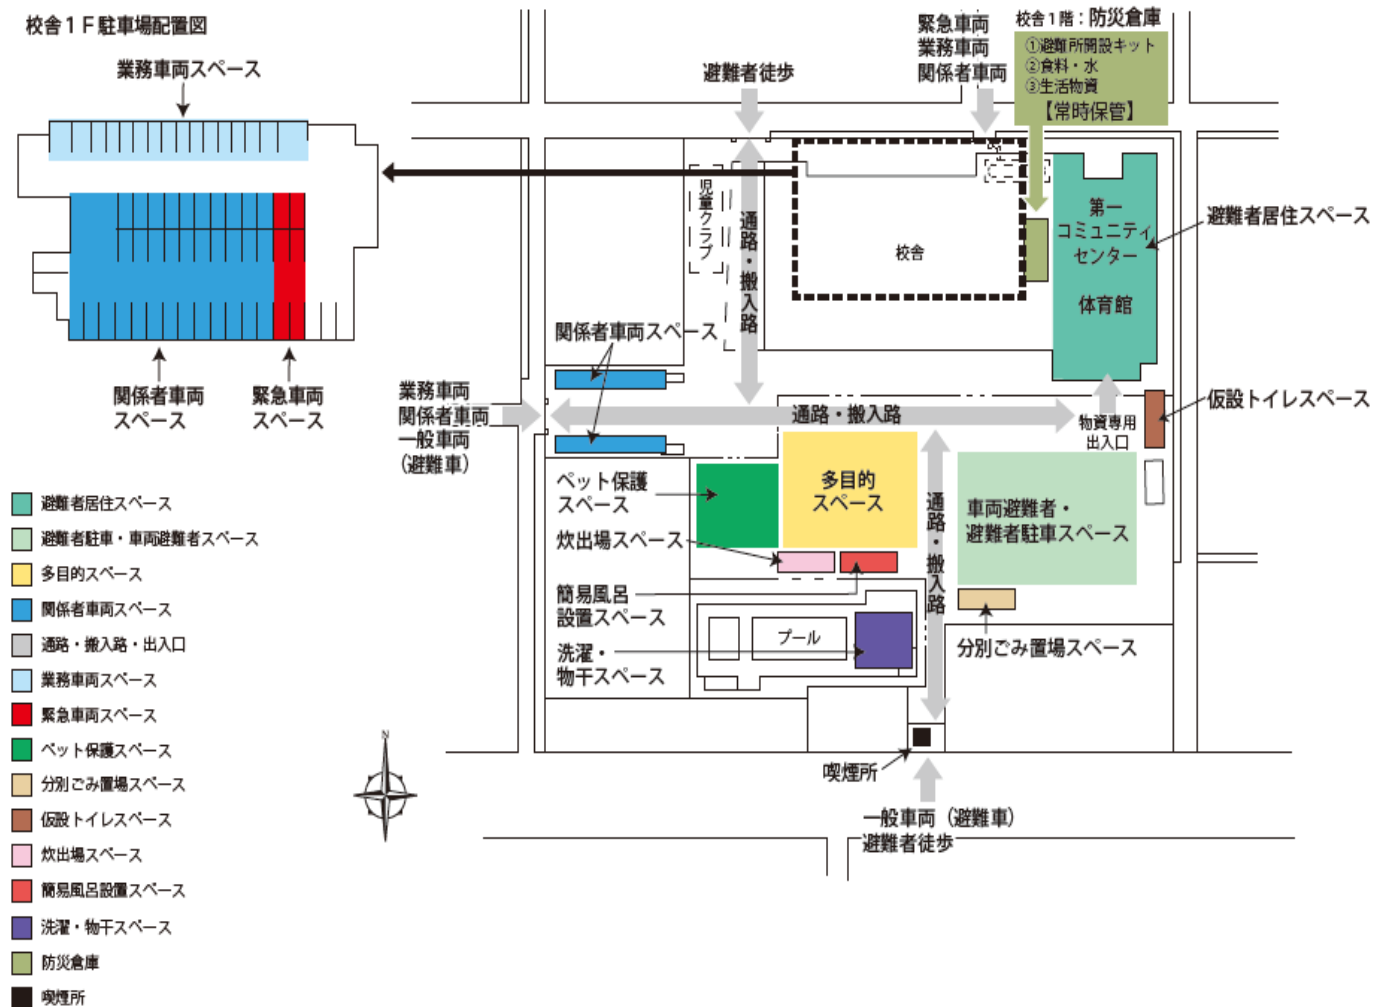 校舎1F駐車場配置図
業務車両スペース
関係者車両
スペース
緊急車両
スペース
避難者徒歩
緊急車両
業務車両
関係者車両
校舎1階：防災倉庫
①避難所開設キット
②食料・水
③生活物資
【常時保管】
児童クラブ
通路・搬入路
校舎
第一
コミュニティ
センター
体育館
避難者居住スペース
関係者車両スペース
業務車両
関係者車両
一般車両
（避難車）
通路・搬入路
物資専用
出入口
仮設トイレスペース
ペット保護
スペース
多目的
スペース
通路・搬入路
車両避難者・
避難者駐車スペース
炊出場スペース
簡易風呂
設置スペース
プール
洗濯・
物干スペース
分別ごみ置場スペース
喫煙所
一般車両（避難車）
避難者徒歩
N
避難者居住スペース
避難者駐車・車両避難者スペース
多目的スペース
関係者車両スペース
通路・搬入路・出入口
業務車両スペース
緊急車両スペース
ペット保護スペース
分別ごみ置場スペース
仮設トイレスペース
炊出場スペース
簡易風呂設置スペース
洗濯・物干スペース
防災倉庫
喫煙所